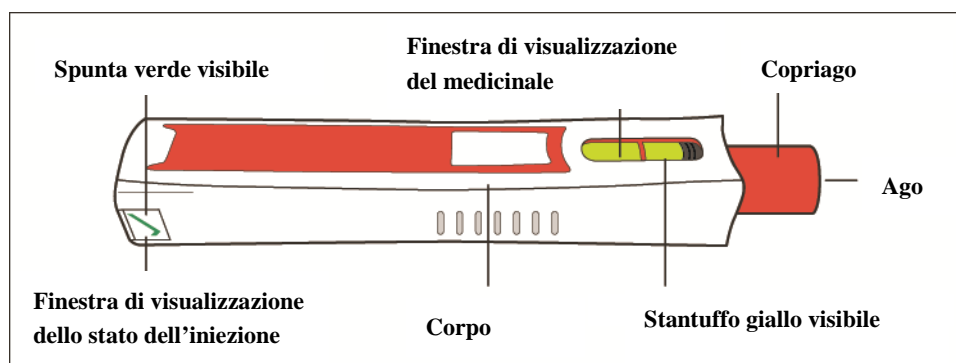 Spunta verde visibile
Finestra di visualizzazione
del medicinale
Copriago
Ago
Finestra di visualizzazione
dello stato dell’iniezione
Corpo
Stantuffo giallo visibile